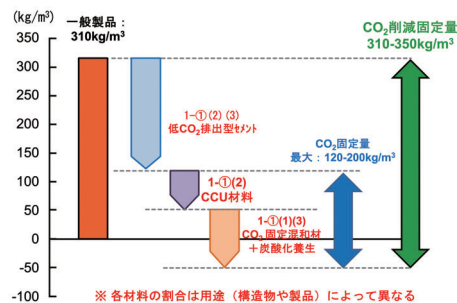 (kg/m³)
一般製品：
310kg/m³
CO₂削減固定量
310-350kg/m³
350
300
250
200
150
100
50
0
-50
-100
1-①(2) (3)
低CO₂排出型ｾﾒﾝﾄ
1-①(2)
CCU材料
1-①(1)(3)
CO₂ 固定混和材
＋炭酸化養生
CO₂固定量
最大：120-200kg/m³
※ 各材料の割合は用途（構造物や製品）によって異なる